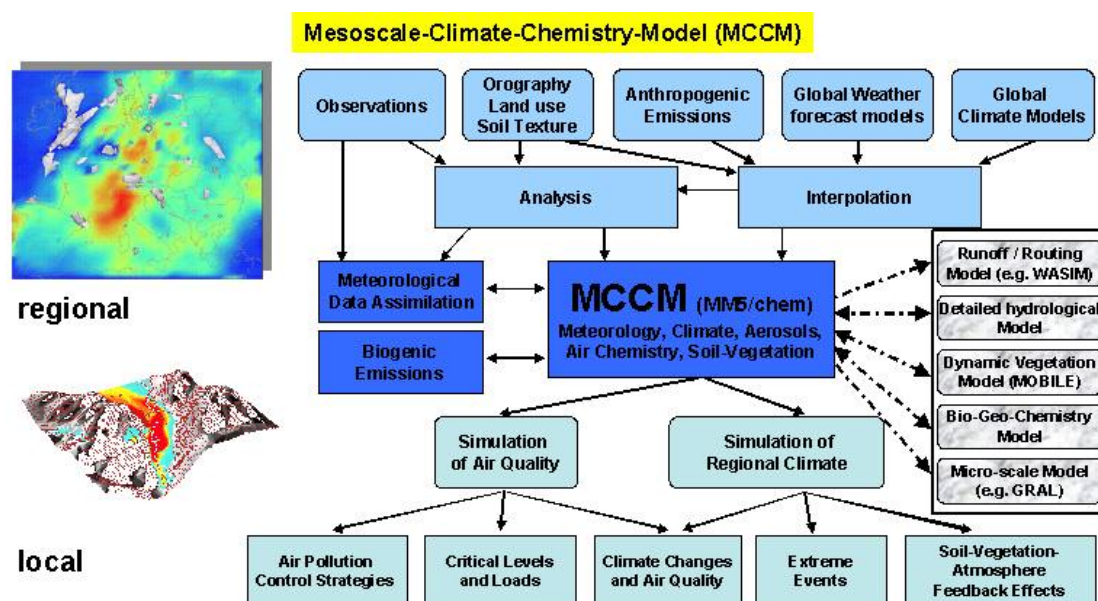 Mesoscale-Climate-Chemistry-Model (MCCM)
Observations
Orography
Land use
Soil Texture
Anthropogenic
Emissions
Global Weather
forecast models
Global
Climate Models
Analysis
Interpolation
regional
Meteorological
Data Assimilation
Biogenic
Emissions
MCCM (MM5/chem)
Meteorology, Climate, Aerosols,
Air Chemistry, Soil-Vegetation
Runoff / Routing
Model (e.g. WASIM)
Detailed hydrological
Model
Dynamic Vegetation
Model (MOBILE)
Bio-Geo-Chemistry
Model
Micro-scale Model
(e.g. GRAL)
Simulation
of Air Quality
Simulation of
Regional Climate
local
Air Pollution
Control Strategies
Critical Levels
and Loads
Climate Changes
and Air Quality
Extreme
Events
Soil-Vegetation-
Atmosphere
Feedback Effects